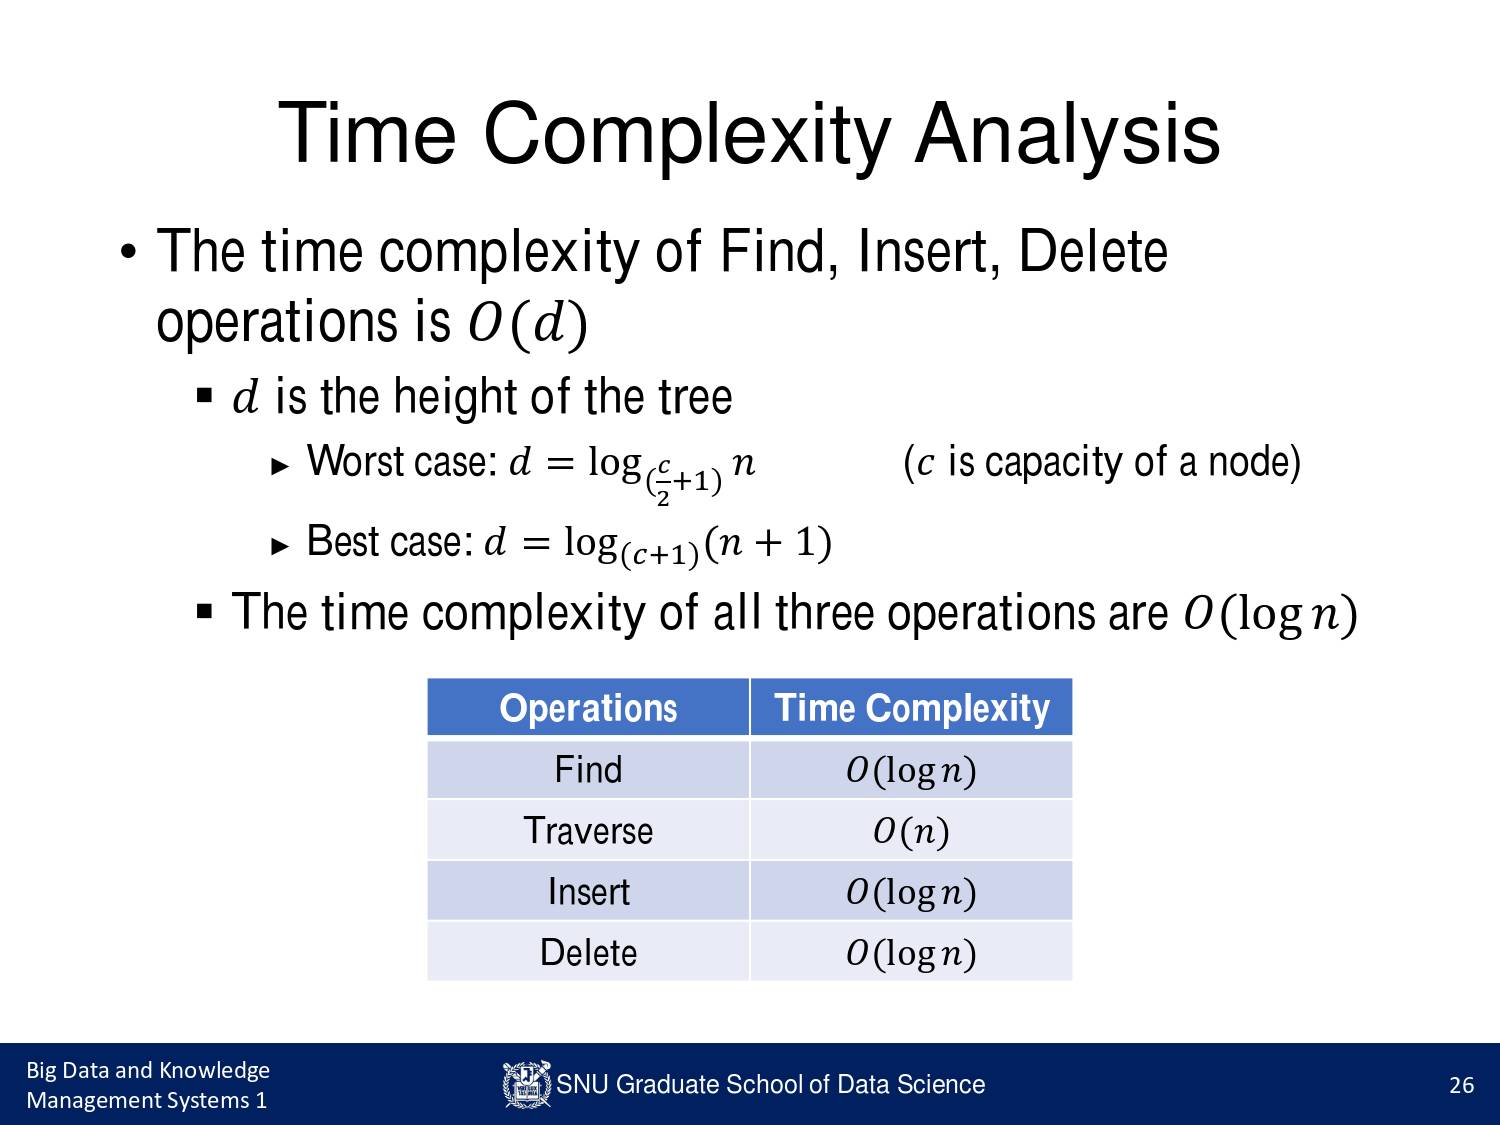 Time Complexity Analysis
• The time complexity of Find, Insert, Delete
operations is 𝑂(𝑑)
▪ 𝑑 is the height of the tree
► Worst case: 𝑑 = log_(c/2+1) 𝑛 (𝑐 is capacity of a node)
► Best case: 𝑑 = log_(c+1)(𝑛 + 1)
▪ The time complexity of all three operations are 𝑂(log 𝑛)
Operations Time Complexity
Find 𝑂(log 𝑛)
Traverse 𝑂(𝑛)
Insert 𝑂(log 𝑛)
Delete 𝑂(log 𝑛)
Big Data and Knowledge
Management Systems 1
SNU Graduate School of Data Science
26